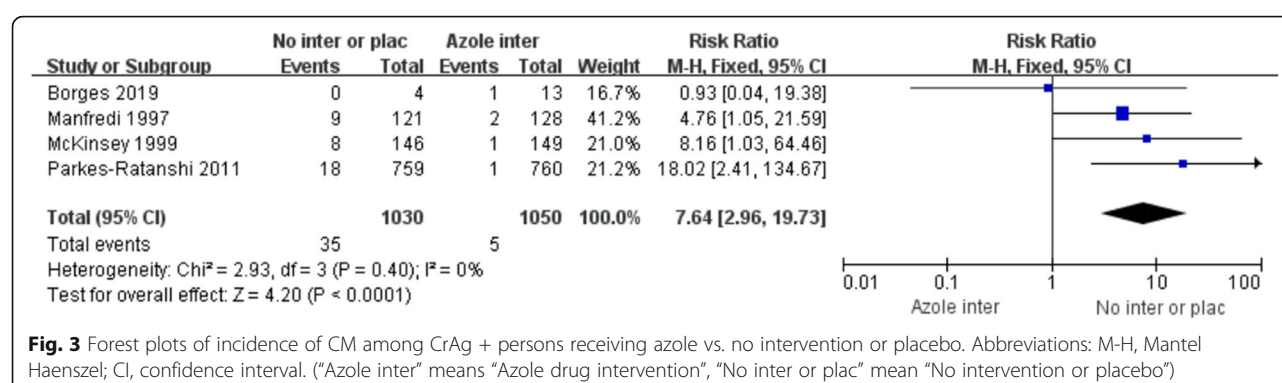 No inter or plac Azole inter Risk Ratio Risk Ratio
Study or Subgroup Events Total Events Total Weight M-H, Fixed, 95% CI M-H, Fixed, 95% CI
Borges 2019 0 4 1 13 16.7% 0.93 [0.04, 19.38]
Manfredi 1997 9 121 2 128 41.2% 4.76 [1.05, 21.59]
McKinsey 1999 8 146 1 149 21.0% 8.16 [1.03, 64.46]
Parkes-Ratanshi 2011 18 759 1 760 21.2% 18.02 [2.41, 134.67]
Total (95% CI) 1030 1050 100.0% 7.64 [2.96, 19.73]
Total events 35 5
Heterogeneity: Chi² = 2.93, df = 3 (P = 0.40); I² = 0%
Test for overall effect: Z = 4.20 (P < 0.0001)
0.01 0.1 1 10 100
Azole inter No inter or plac
Fig. 3 Forest plots of incidence of CM among CrAg + persons receiving azole vs. no intervention or placebo. Abbreviations: M-H, Mantel
Haenszel; CI, confidence interval. (“Azole inter” means “Azole drug intervention”, “No inter or plac” mean “No intervention or placebo”)